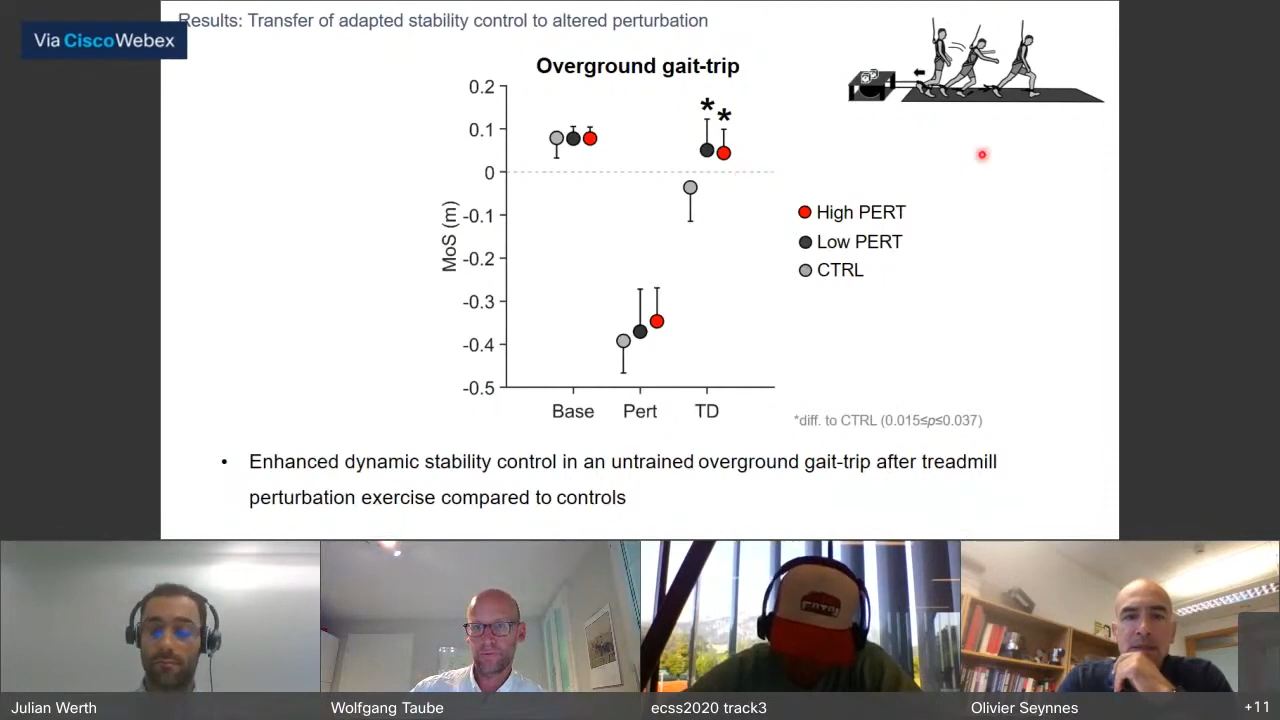 Results: Transfer of adapted stability control to altered perturbation
Via CiscoWebex
Overground gait-trip
0.2
0.1
0
-0.1
-0.2
-0.3
-0.4
-0.5
MoS (m)
* *
Base Pert TD
High PERT
Low PERT
CTRL
*diff. to CTRL (0.015≤p≤0.037)
• Enhanced dynamic stability control in an untrained overground gait-trip after treadmill
perturbation exercise compared to controls
Julian Werth
Wolfgang Taube
ecss2020 track3
Olivier Seynnes
+11